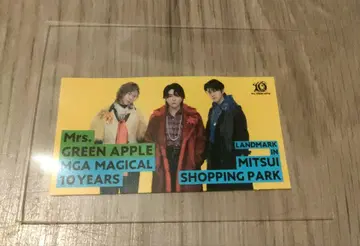 Mrs.
GREEN APPLE
MGA MAGICAL
10 YEARS
LANDMARK
IN
MITSUI
SHOPPING PARK